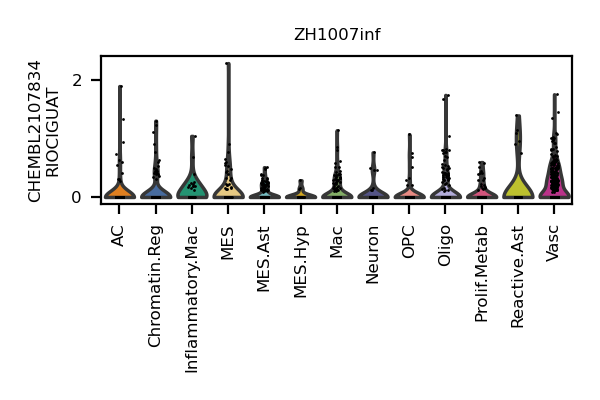 ZH1007inf
CHEMBL2107834
RIOCIGUAT
2
0
AC
Chromatin.Reg
Inflammatory.Mac
MES
MES.Ast
MES.Hyp
Mac
Neuron
OPC
Oligo
Prolif.Metab
Reactive.Ast
Vasc